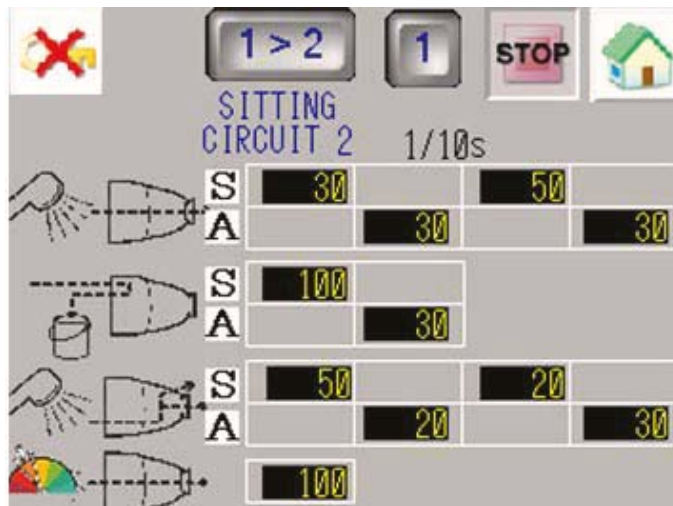 1 > 2 1 STOP
SITTING
CIRCUIT 2 1/10s
S 30 50
A 30 30
S 100
A 30
S 50 20
A 20 30
100